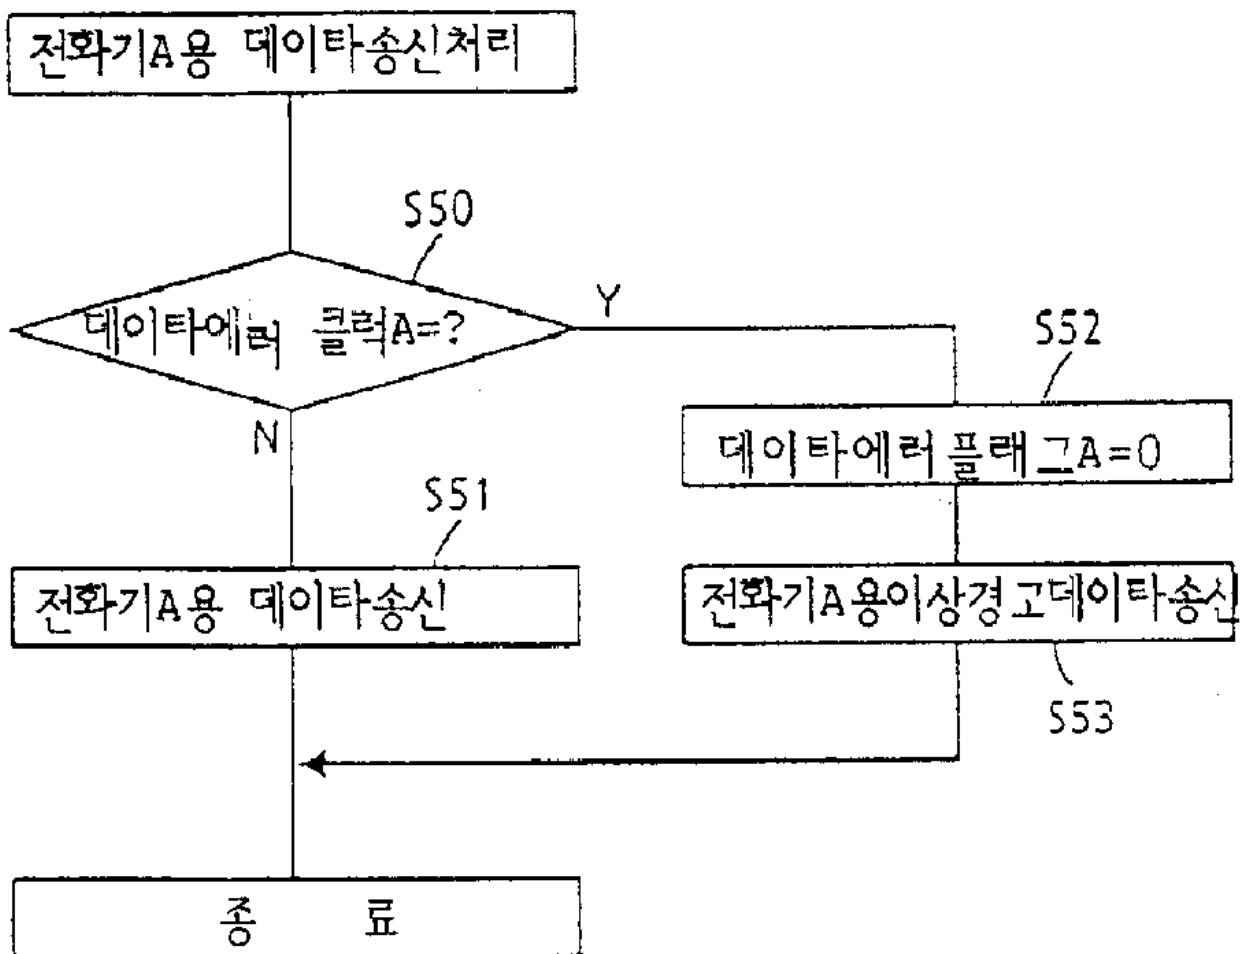 전화기A용 데이타송신처리
S50
데이타에러 클럭A=?
Y
S52
N
데이타에러플래그A=0
S51
전화기A용 데이타송신
전화기A용이상경고데이타송신
S53
종 료